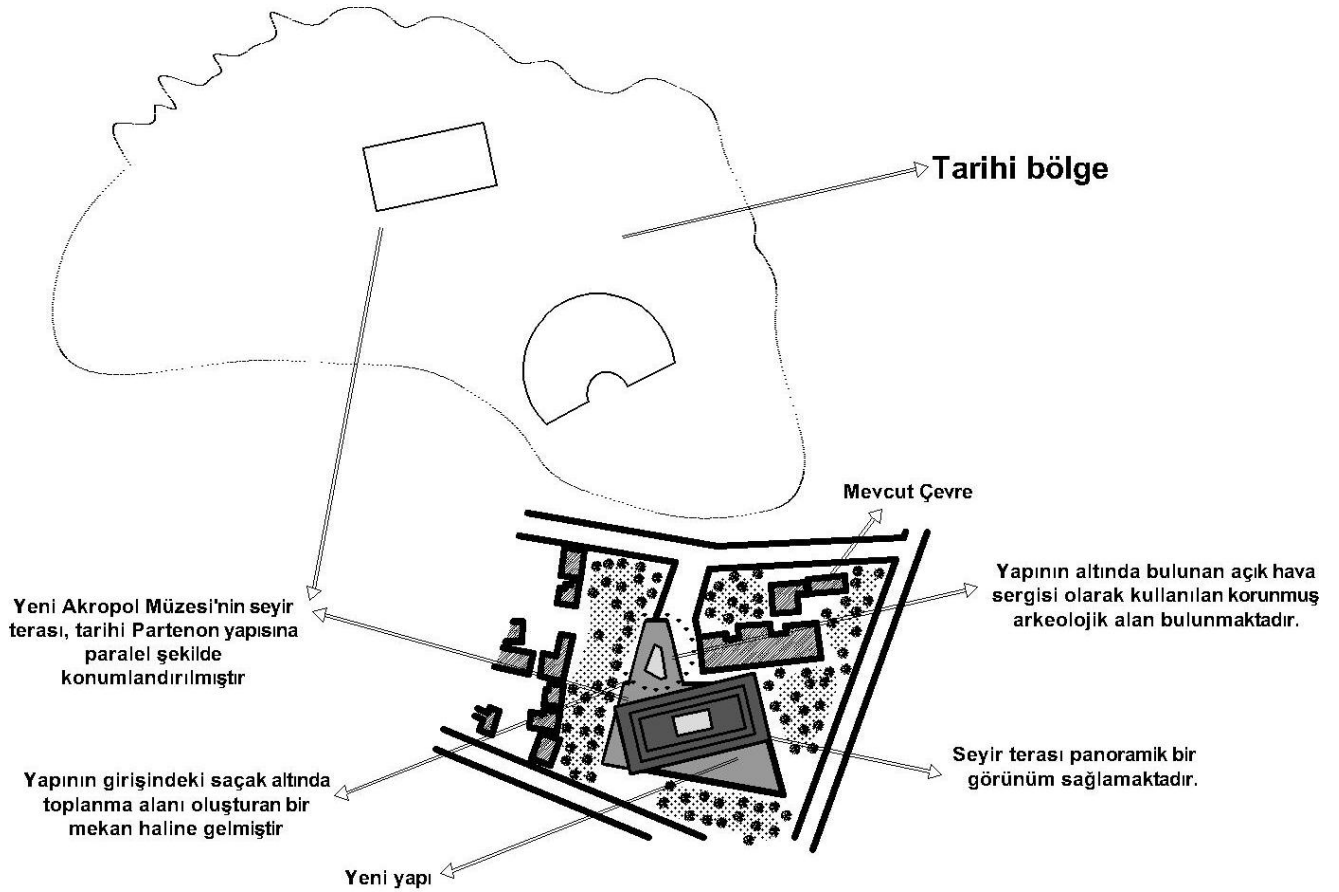 Tarihi bölge
Mevcut Çevre
Yapının altında bulunan açık hava
sergisi olarak kullanılan korunmuş
arkeolojik alan bulunmaktadır.
Yeni Akropol Müzesi'nin seyir
terası, tarihi Partenon yapısına
paralel şekilde
konumlandırılmıştır
Seyir terası panoramik bir
görünüm sağlamaktadır.
Yapının girişindeki saçak altında
toplanma alanı oluşturan bir
mekan haline gelmiştir
Yeni yapı